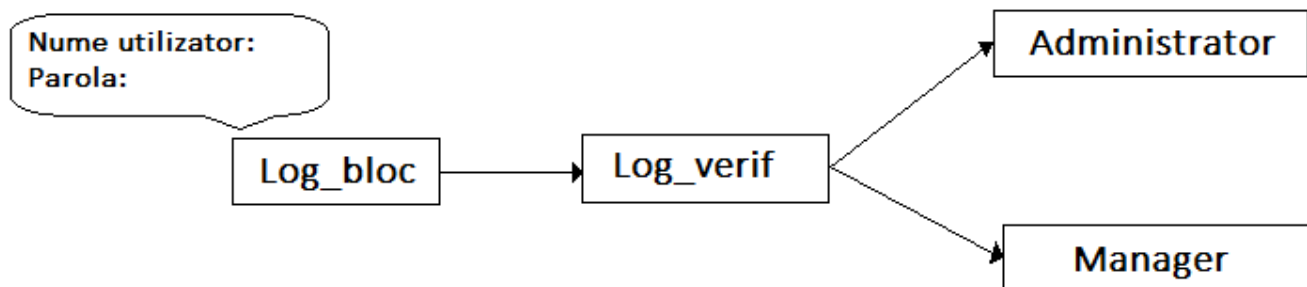 Nume utilizator:
Parola:
Log_bloc
Log_verif
Administrator
Manager